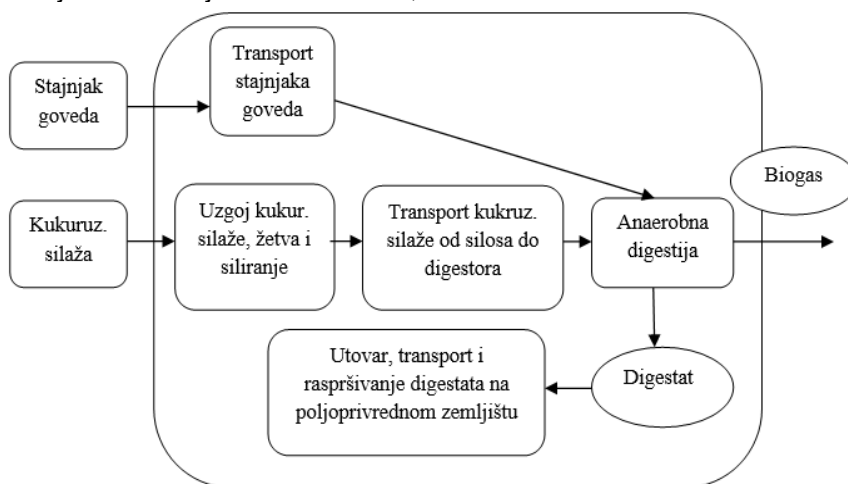 Transport
stajnjaka
goveda
Stajnjak
goveda
Biogas
Kukuruz.
silaža
Uzgoj kukur.
silaže, žetva i
siliranje
Transport kukruz.
silaže od silosa do
digestora
Anaerobna
digestija
Utovar, transport i
raspršivanje digestata na
poljoprivrednom zemljištu
Digestat